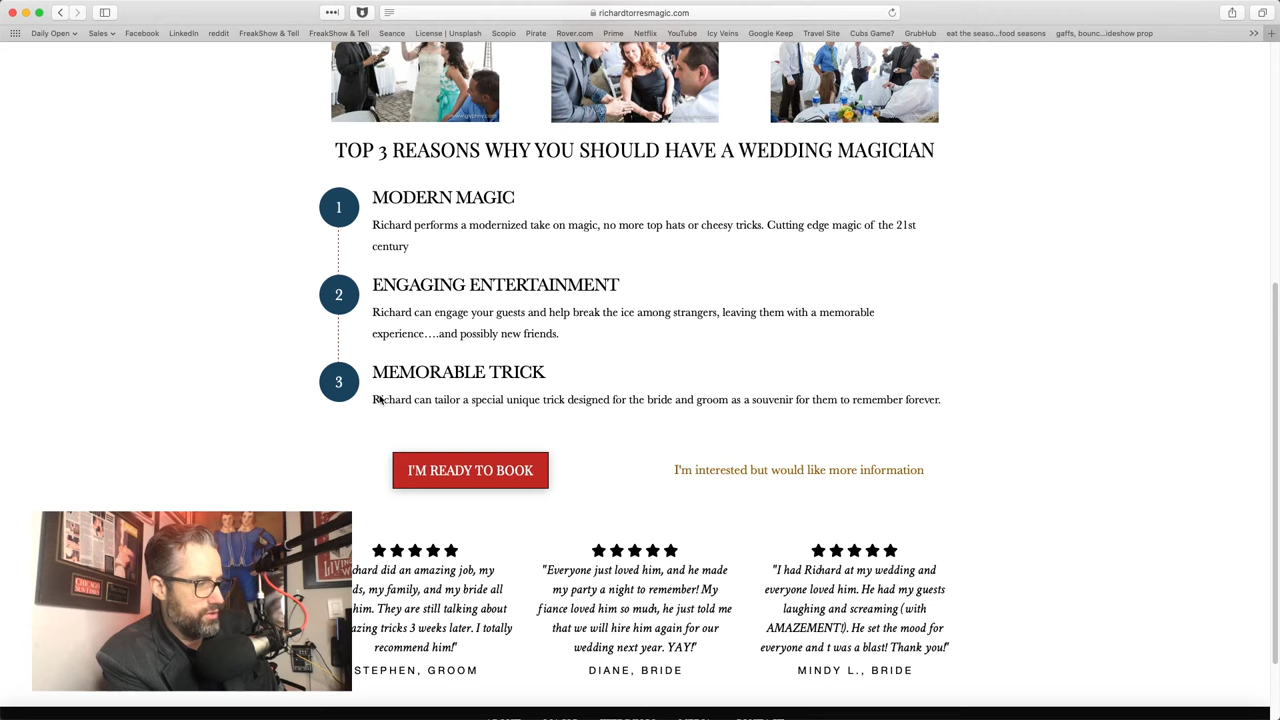 richardtorresmagic.com
Daily Open Sales Facebook LinkedIn reddit FreakShow & Tell FreakShow & Tell Seance License | Unsplash Scopio Pirate Rover.com Prime Netflix YouTube Icy Veins Google Keep Travel Site Cubs Game? GrubHub eat the seaso...food seasons gaffs, bounc...ideshow prop
TOP 3 REASONS WHY YOU SHOULD HAVE A WEDDING MAGICIAN
1
MODERN MAGIC
Richard performs a modernized take on magic, no more top hats or cheesy tricks. Cutting edge magic of the 21st
century
2
ENGAGING ENTERTAINMENT
Richard can engage your guests and help break the ice among strangers, leaving them with a memorable
experience….and possibly new friends.
3
MEMORABLE TRICK
Richard can tailor a special unique trick designed for the bride and groom as a souvenir for them to remember forever.
I'M READY TO BOOK
I'm interested but would like more information
chard did an amazing job, my
ds, my family, and my bride all
him. They are still talking about
azing tricks 3 weeks later. I totally
recommend him!"
STEPHEN, GROOM
"Everyone just loved him, and he made
my party a night to remember! My
fiance loved him so much, he just told me
that we will hire him again for our
wedding next year. YAY!"
DIANE, BRIDE
"I had Richard at my wedding and
everyone loved him. He had my guests
laughing and screaming (with
AMAZEMENT!). He set the mood for
everyone and t was a blast! Thank you!"
MINDY L., BRIDE